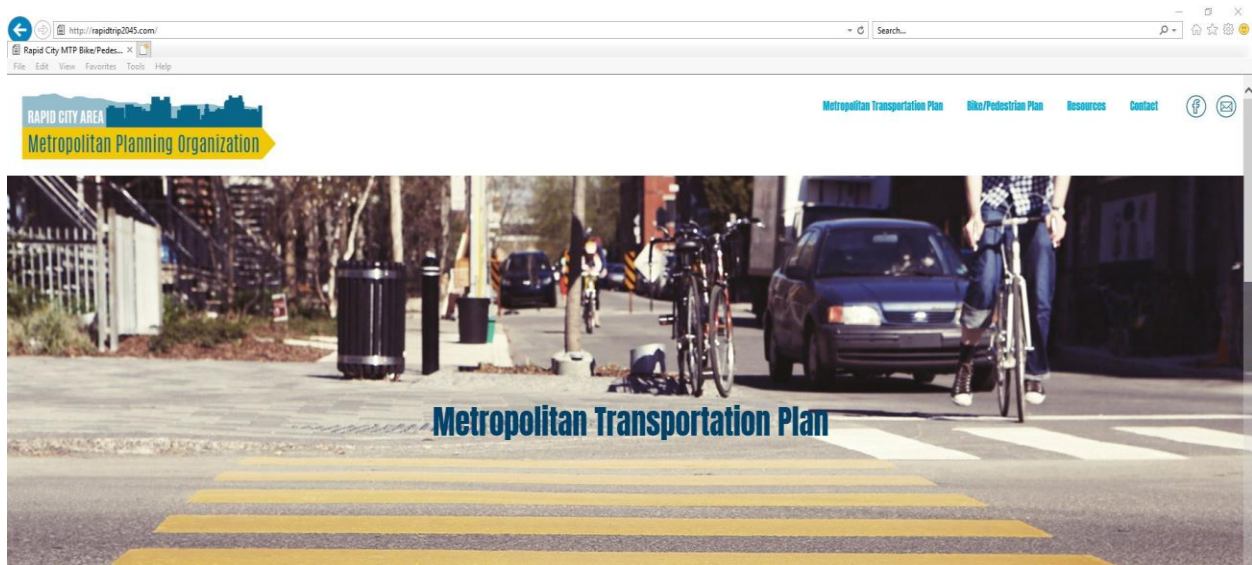 http://rapidtrip2045.com/
Search...
Rapid City MTP Bike/Pedes...
File Edit View Favorites Tools Help
RAPID CITY AREA
Metropolitan Planning Organization
Metropolitan Transportation Plan Bike/Pedestrian Plan Resources Contact
Metropolitan Transportation Plan